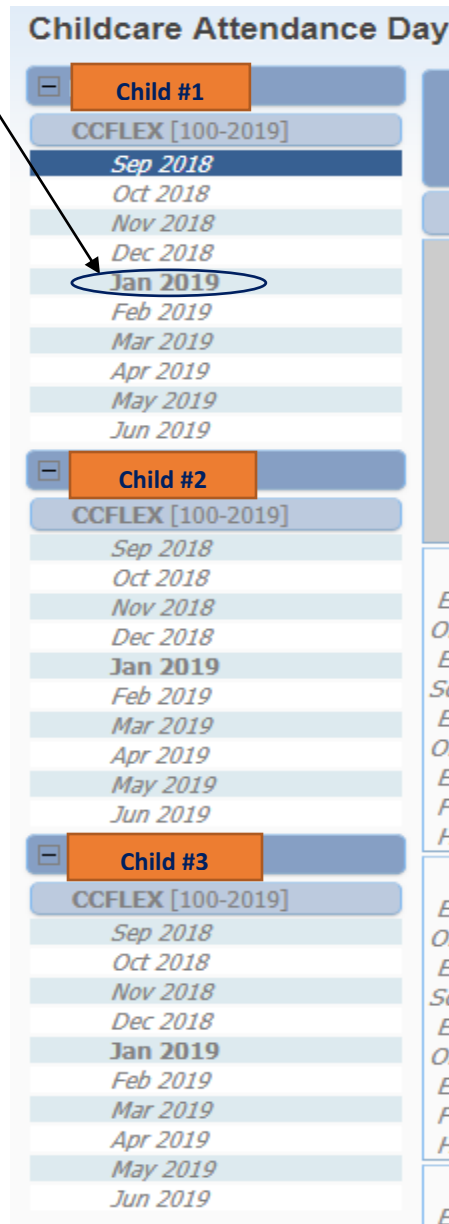 Childcare Attendance Day
Child #1
CCFLEX [100-2019]
Sep 2018
Oct 2018
Nov 2018
Dec 2018
Jan 2019
Feb 2019
Mar 2019
Apr 2019
May 2019
Jun 2019
Child #2
CCFLEX [100-2019]
Sep 2018
Oct 2018
Nov 2018
Dec 2018
Jan 2019
Feb 2019
Mar 2019
Apr 2019
May 2019
Jun 2019
Child #3
CCFLEX [100-2019]
Sep 2018
Oct 2018
Nov 2018
Dec 2018
Jan 2019
Feb 2019
Mar 2019
Apr 2019
May 2019
Jun 2019